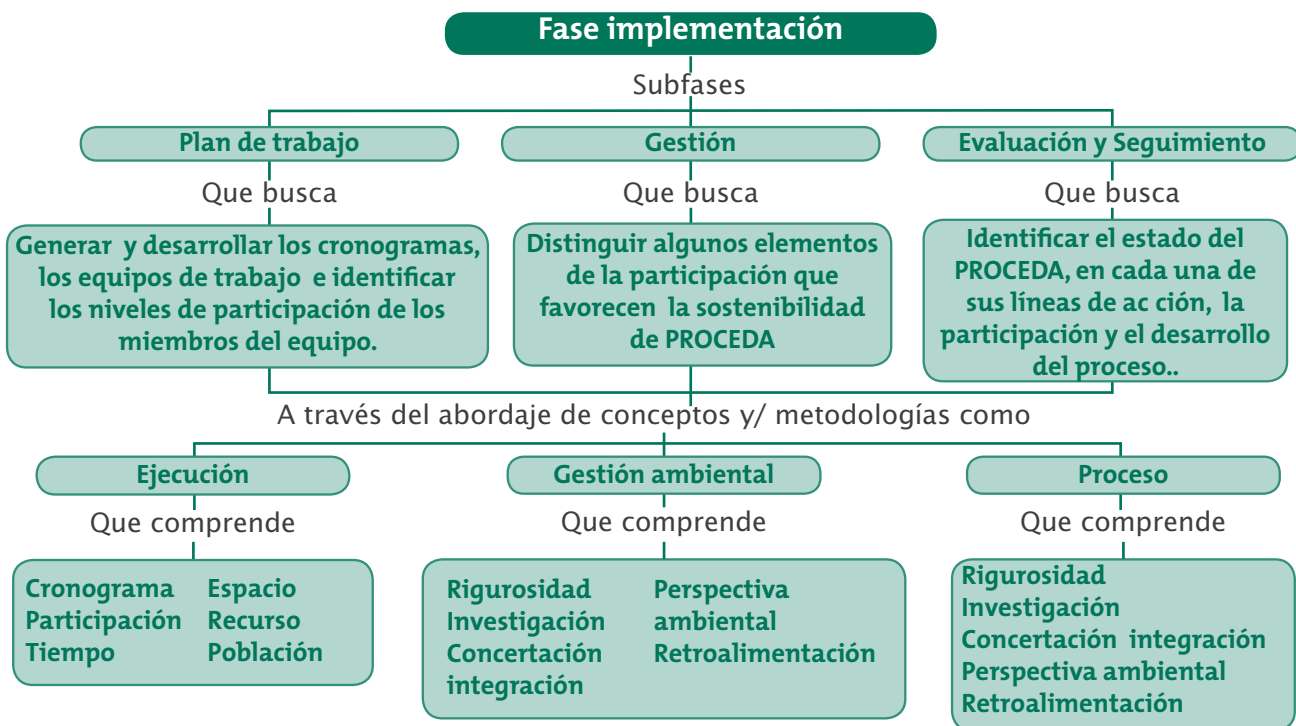 Fase implementación
Subfases
Plan de trabajo
Gestión
Evaluación y Seguimiento
Que busca
Que busca
Que busca
Generar y desarrollar los cronogramas,
los equipos de trabajo e identificar
los niveles de participación de los
miembros del equipo.
Distinguir algunos elementos
de la participación que
favorecen la sostenibilidad
de PROCEDA
Identificar el estado del
PROCEDA, en cada una de
sus líneas de ac ción, la
participación y el desarrollo
del proceso..
A través del abordaje de conceptos y/ metodologías como
Ejecución
Gestión ambiental
Proceso
Que comprende
Que comprende
Que comprende
Cronograma
Participación
Tiempo
Espacio
Recurso
Población
Rigurosidad
Investigación
Concertación
integración
Perspectiva
ambiental
Retroalimentación
Rigurosidad
Investigación
Concertación integración
Perspectiva ambiental
Retroalimentación